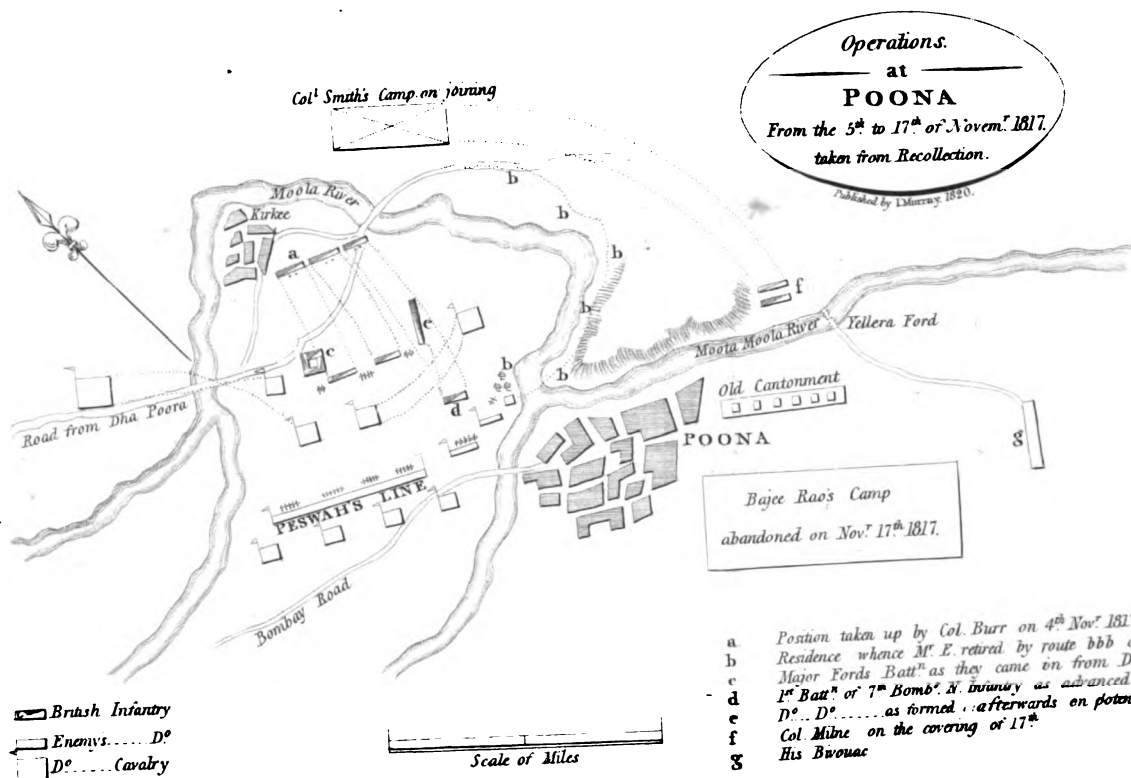 Operations.
at
POONA
From the 5th to 17th of Novemr. 1817.
taken from Recollection.
Published by J. Murray. 1820.
Coll. Smith's Camp on joining
Moola River
Kirkee
b
b
a
b
f
b
e
Moota Moola River
Yellera Ford
c
b
b
Old Cantonment
d
Road from Dha Poora
POONA
g
PESWAH'S LINE
Bajee Rao's Camp
abandoned on Novr. 17th. 1817.
Bombay Road
a Position taken up by Col. Burr on 4th Novr. 181
b Residence whence Mr. E. retired by route bbb
c Major Fords Battn. as they came on from D
d 1st Battn. of 7th Bombr. N. Infantry as advanced
e Do. Do. ...... as formed afterwards on
f Col. Milne on the covering of 17th
g His Bivouac
British Infantry
Enemys ..... Do.
Do. ..... Cavalry
Scale of Miles